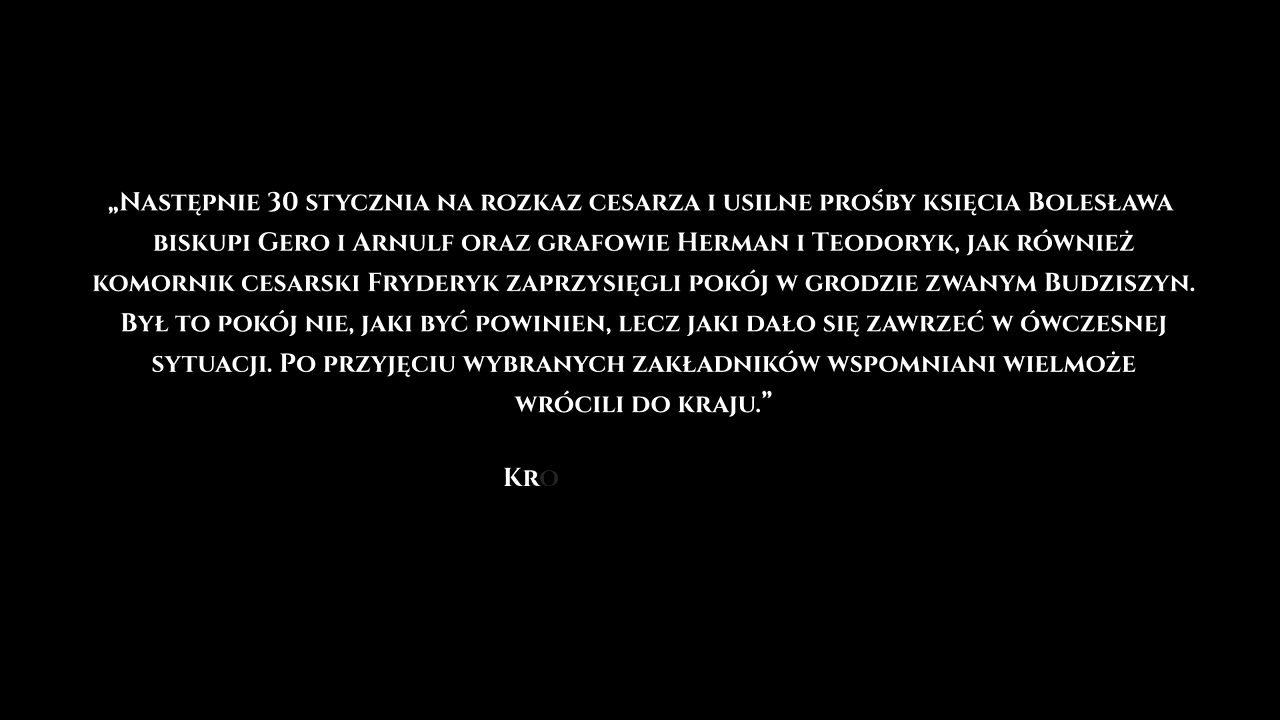 „Następnie 30 stycznia na rozkaz cesarza i usilne prośby księcia Bolesława
biskupi Gero i Arnulf oraz grafowie Herman i Teodoryk, jak również
komornik cesarski Fryderyk zaprzysięgli pokój w grodzie zwanym Budziszyn.
Był to pokój nie, jaki być powinien, lecz jaki dało się zawrzeć w ówczesnej
sytuacji. Po przyjęciu wybranych zakładników wspomniani wielmoże
wrócili do kraju.”
Kro